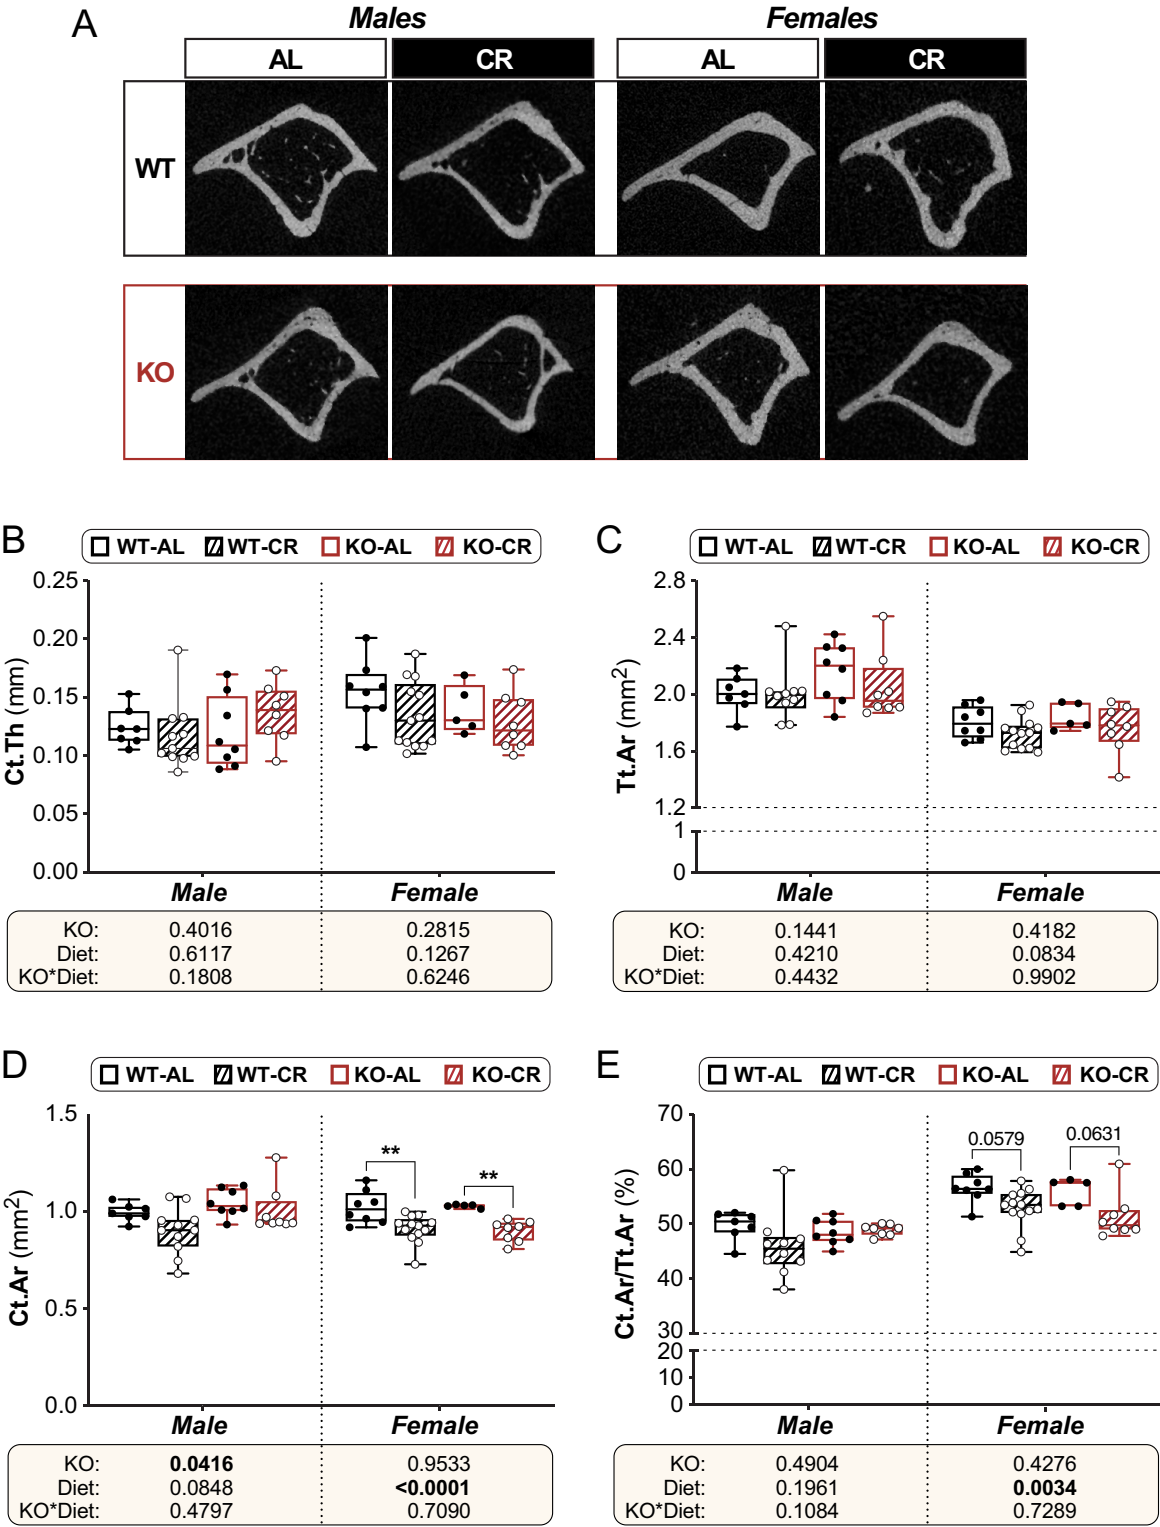 A
Males Females
AL CR AL CR
WT
KO
B
WT-AL WT-CR KO-AL KO-CR
Ct.Th (mm)
0.25
0.20
0.15
0.10
0.05
0.00
Male Female
KO: 0.4016 0.2815
Diet: 0.6117 0.1267
KO*Diet: 0.1808 0.6246
C
WT-AL WT-CR KO-AL KO-CR
Tt.Ar (mm2)
2.8
2.4
2.0
1.6
1.2
1
0
Male Female
KO: 0.1441 0.4182
Diet: 0.4210 0.0834
KO*Diet: 0.4432 0.9902
D
WT-AL WT-CR KO-AL KO-CR
Ct.Ar (mm2)
1.5
1.0
0.5
0.0
** **
Male Female
KO: 0.0416 0.9533
Diet: 0.0848 <0.0001
KO*Diet: 0.4797 0.7090
E
WT-AL WT-CR KO-AL KO-CR
Ct.Ar/Tt.Ar (%)
70
60
50
40
30
20
10
0
0.0579 0.0631
Male Female
KO: 0.4904 0.4276
Diet: 0.1961 0.0034
KO*Diet: 0.1084 0.7289